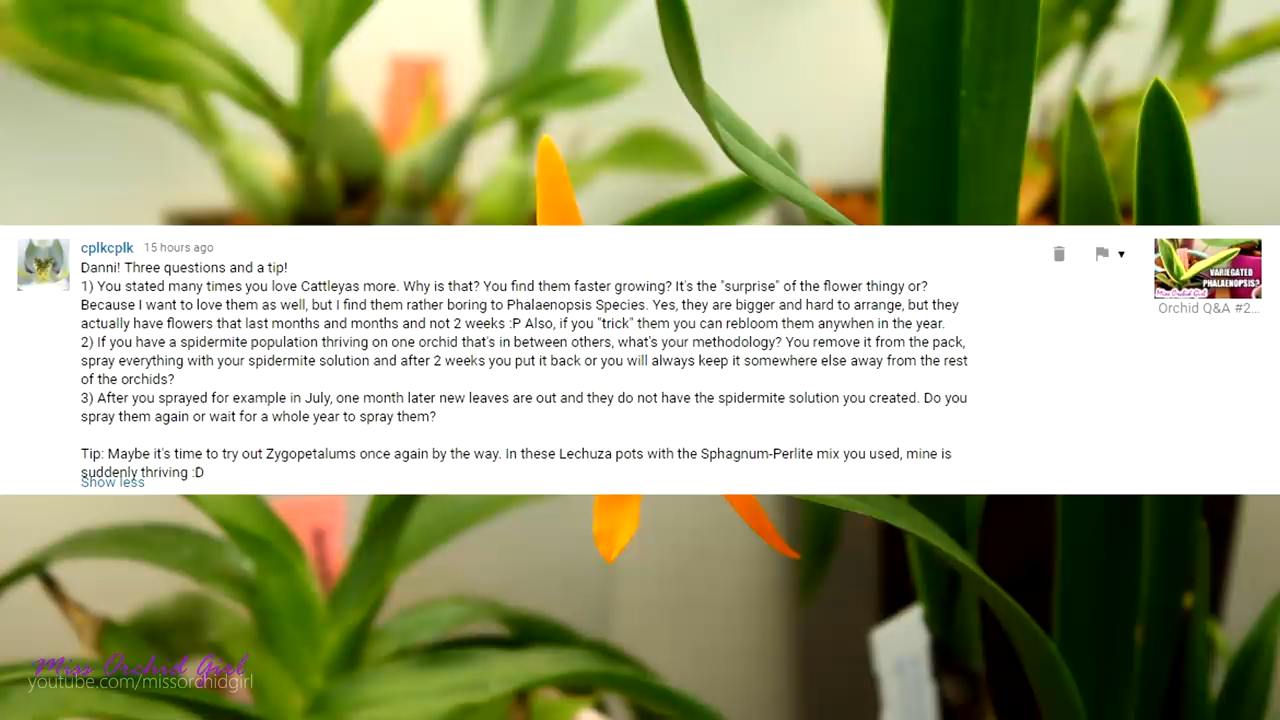 cplkcplk 15 hours ago
Danni! Three questions and a tip!
1) You stated many times you love Cattleyas more. Why is that? You find them faster growing? It's the "surprise" of the flower thingy or?
Because I want to love them as well, but I find them rather boring to Phalaenopsis Species. Yes, they are bigger and hard to arrange, but they
actually have flowers that last months and months and not 2 weeks :P Also, if you "trick" them you can rebloom them anywhen in the year.
2) If you have a spidermite population thriving on one orchid that's in between others, what's your methodology? You remove it from the pack,
spray everything with your spidermite solution and after 2 weeks you put it back or you will always keep it somewhere else away from the rest
of the orchids?
3) After you sprayed for example in July, one month later new leaves are out and they do not have the spidermite solution you created. Do you
spray them again or wait for a whole year to spray them?
Tip: Maybe it's time to try out Zygopetalums once again by the way. In these Lechuza pots with the Sphagnum-Perlite mix you used, mine is
suddenly thriving :D
Show less
VARIEGATED
PHALAENOPSIS?
Orchid Q&A #2...
Miss Orchid Girl
youtube.com/missorchidgirl